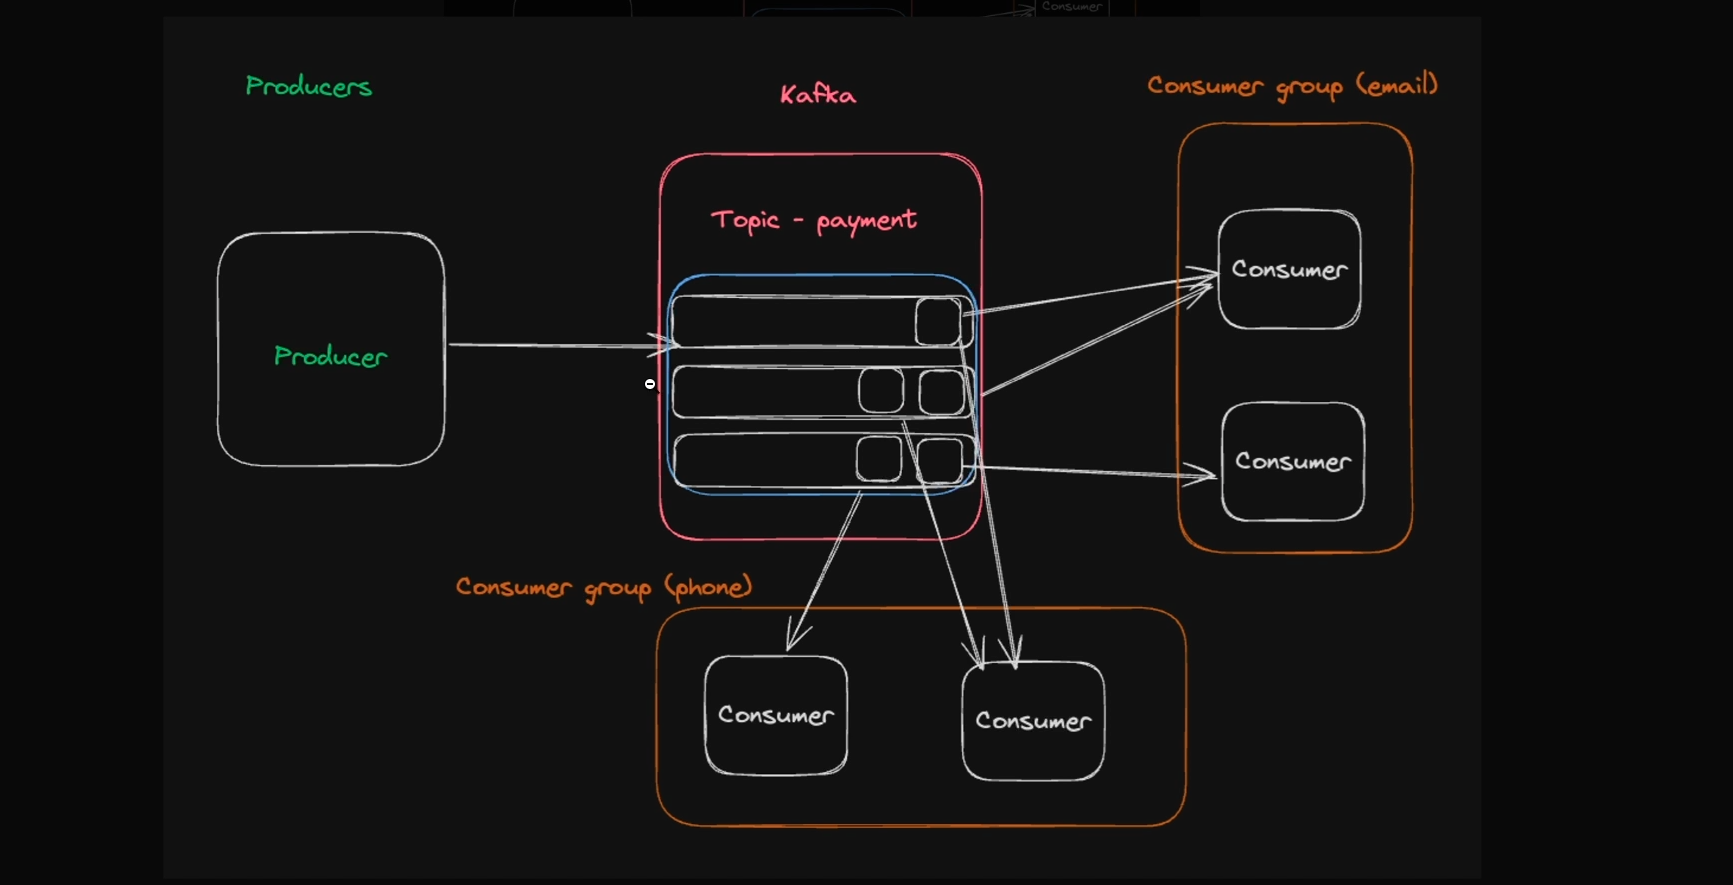 Consumer
Producers
Kafka
Consumer group (email)
Topic - payment
Consumer
Producer
Consumer
Consumer group (phone)
Consumer
Consumer